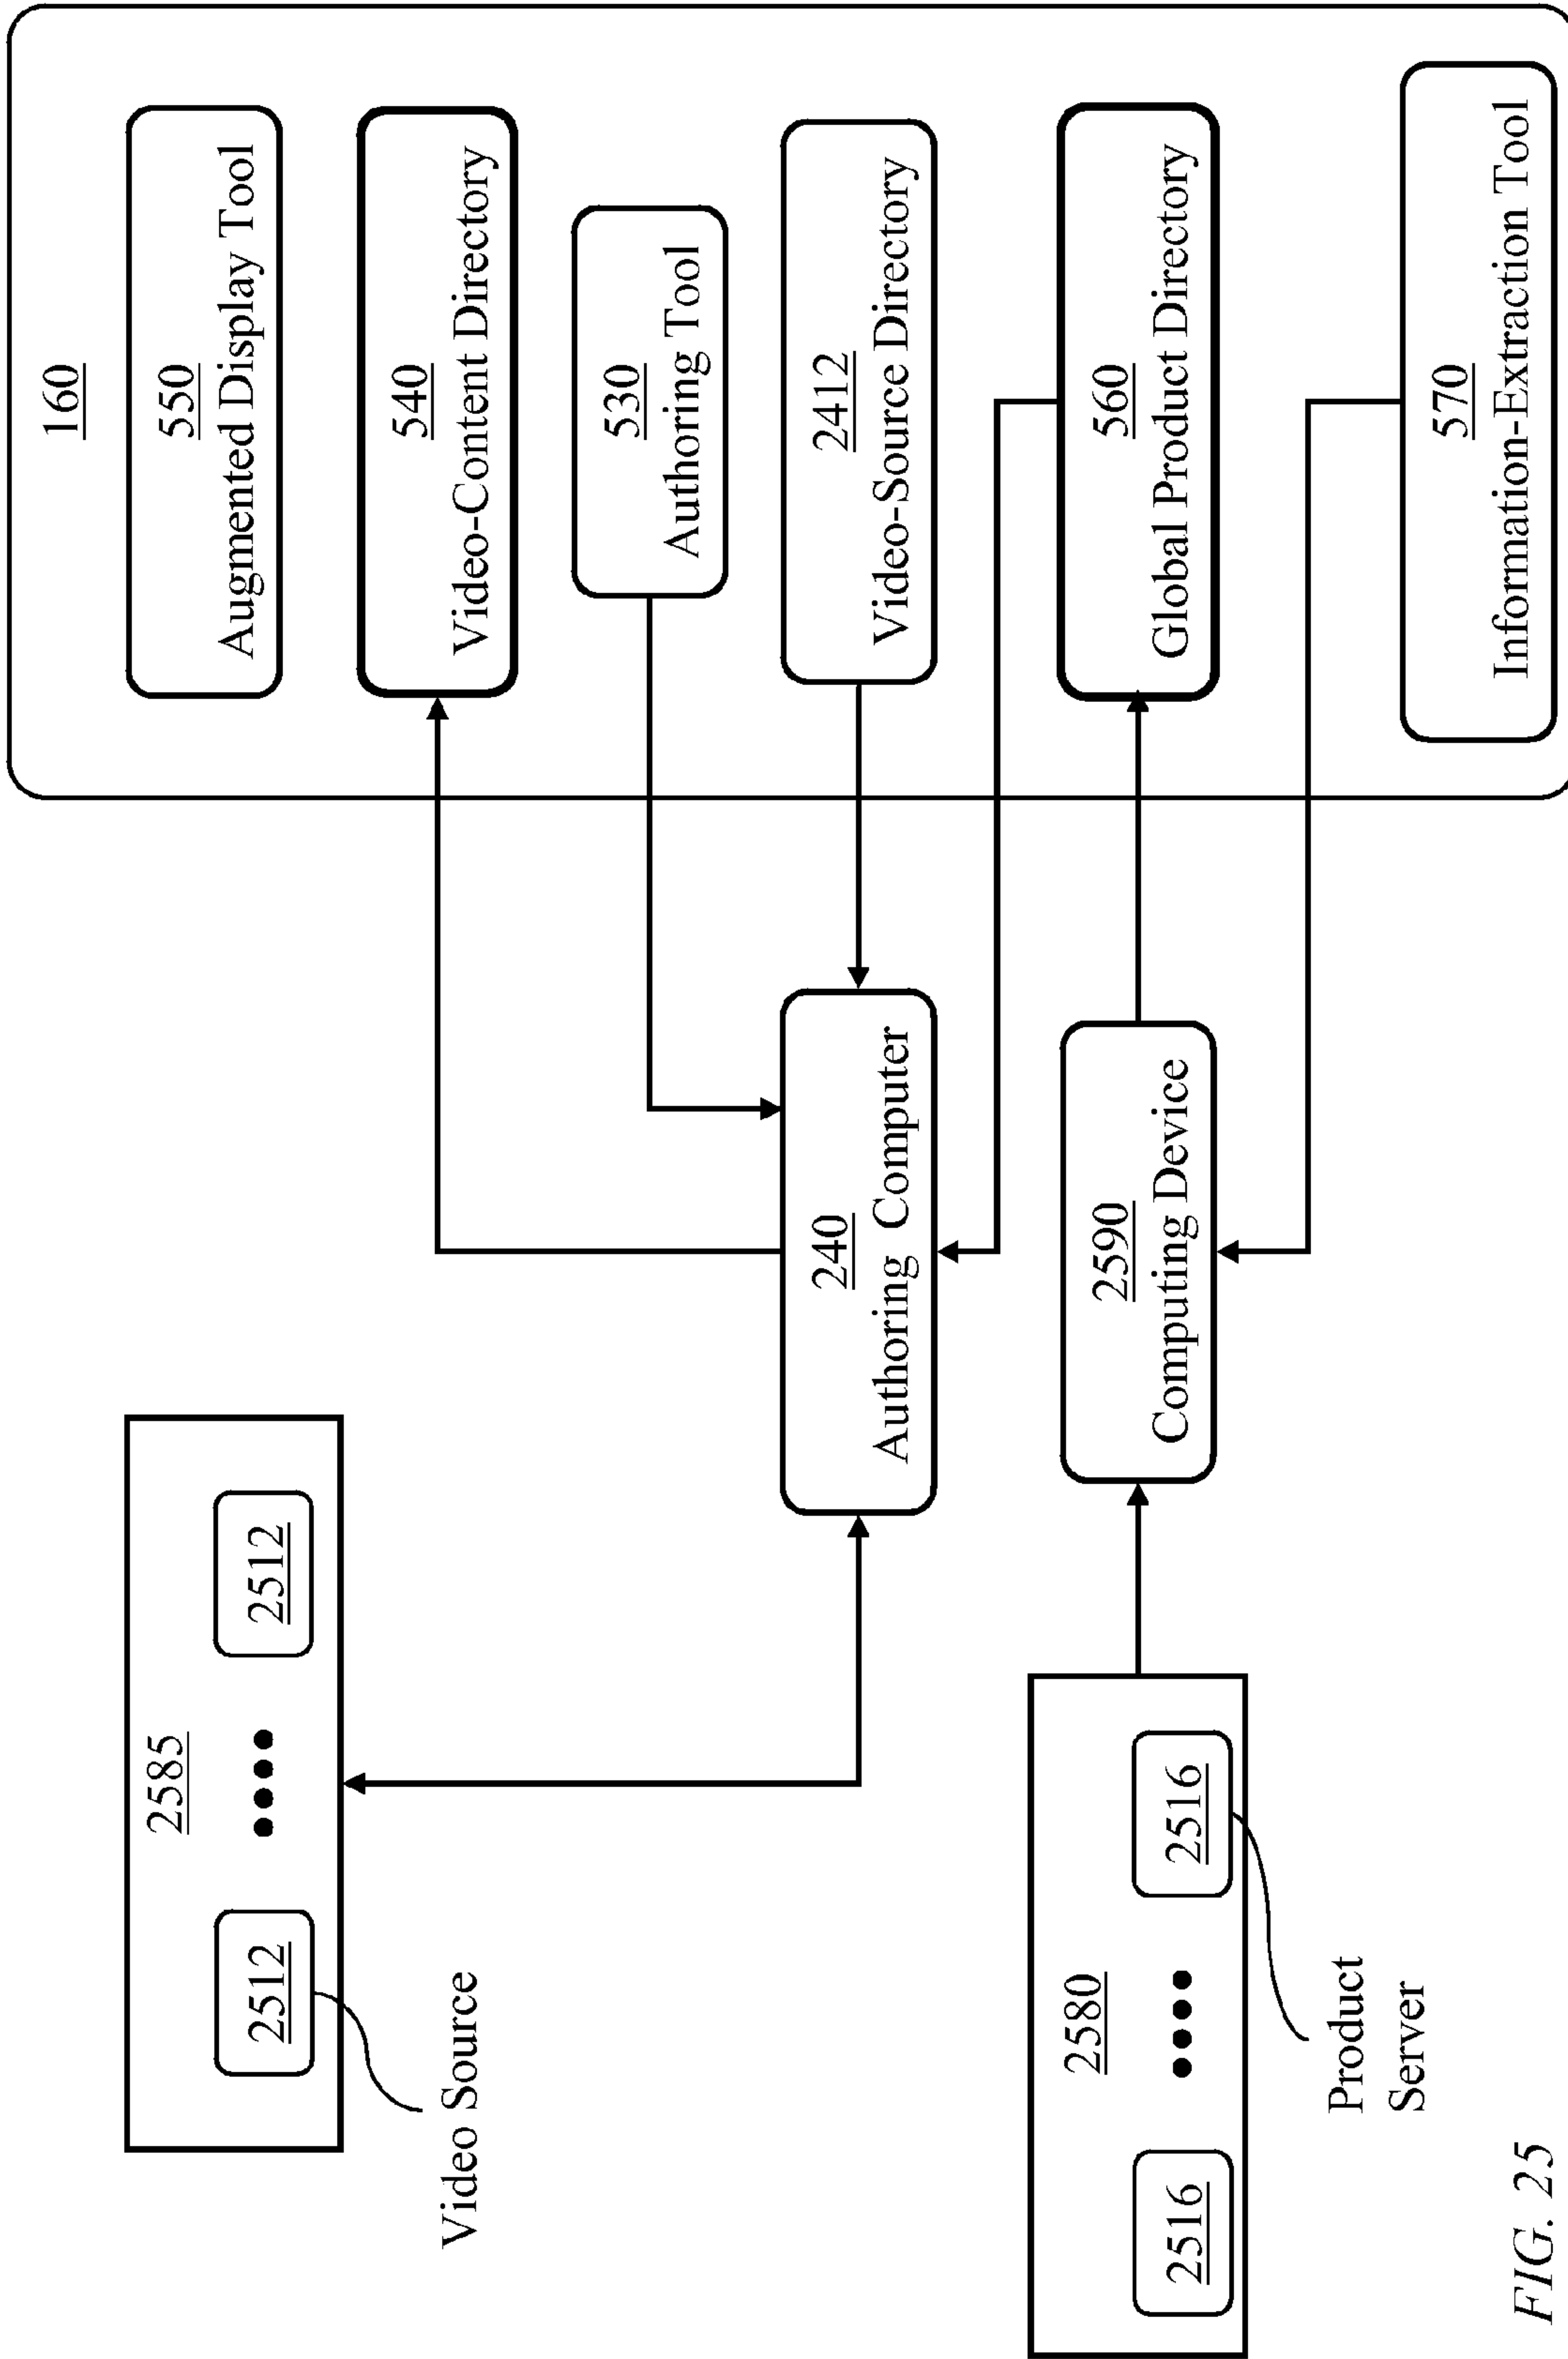 160
550
Augmented Display Tool
540
Video-Content Directory
530
Authoring Tool
2412
Video-Source Directory
560
Global Product Directory
570
Information-Extraction Tool
2585
2512
2512
Video Source
240
Authoring Computer
2590
Computing Device
2580
2516
2516
Product
Server
FIG. 25